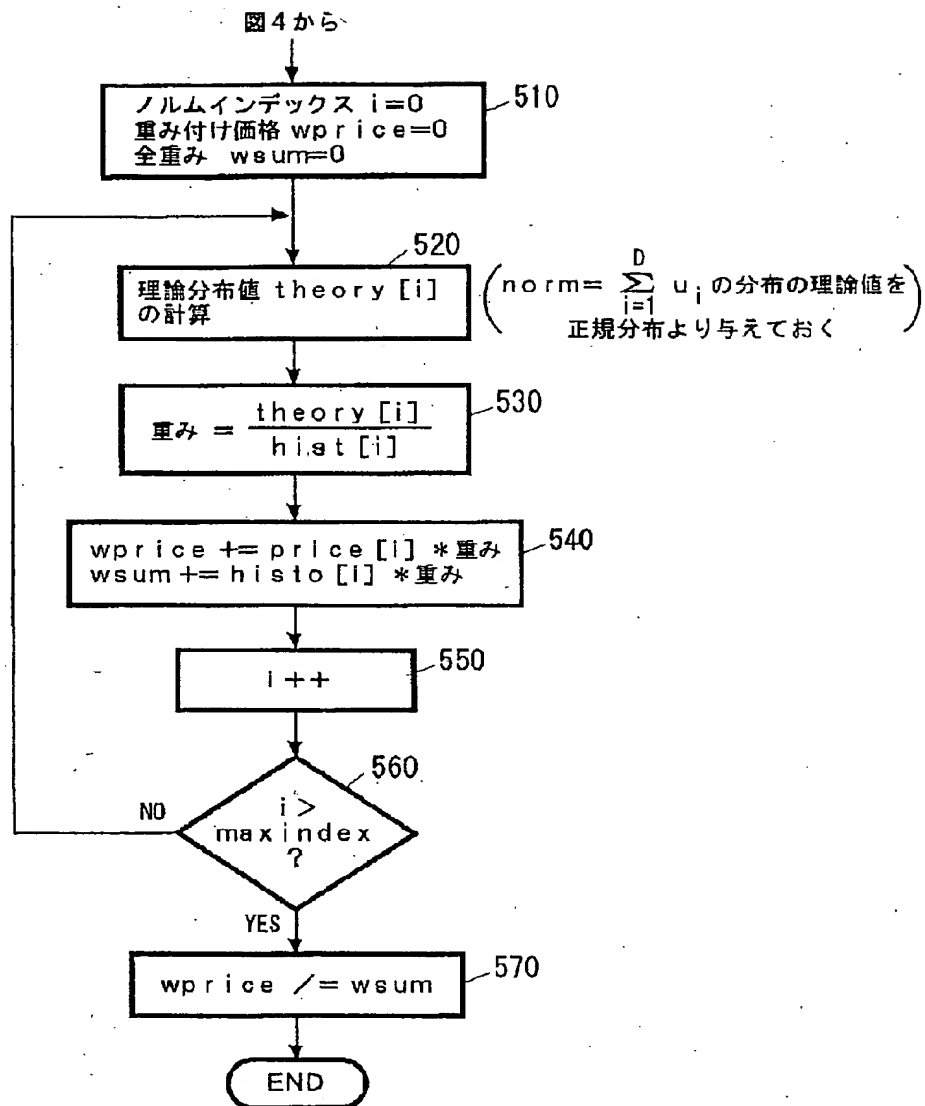 図4から
ノルムインデックス i=0
重み付け価格 wprice=0
全重み wsum=0
510
520
理論分布値 theory [i]
の計算
(norm= D∑i=1 ui の分布の理論値を
正規分布より与えておく)
530
重み = theory [i]
hist [i]
540
wprice += price [i] *重み
wsum += histo [i] *重み
550
i++
560
i >
maxindex
?
NO
YES
570
wprice /= wsum
END